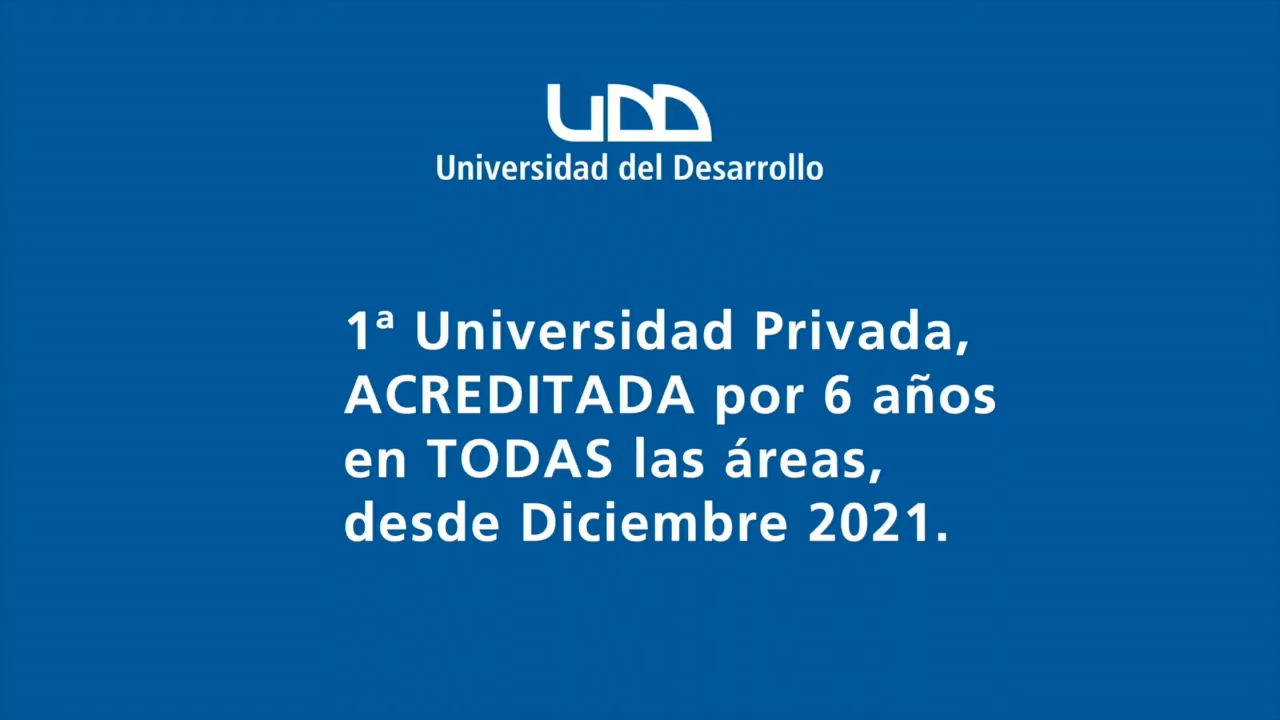 UDD
Universidad del Desarrollo
1ª Universidad Privada,
ACREDITADA por 6 años
en TODAS las áreas,
desde Diciembre 2021.